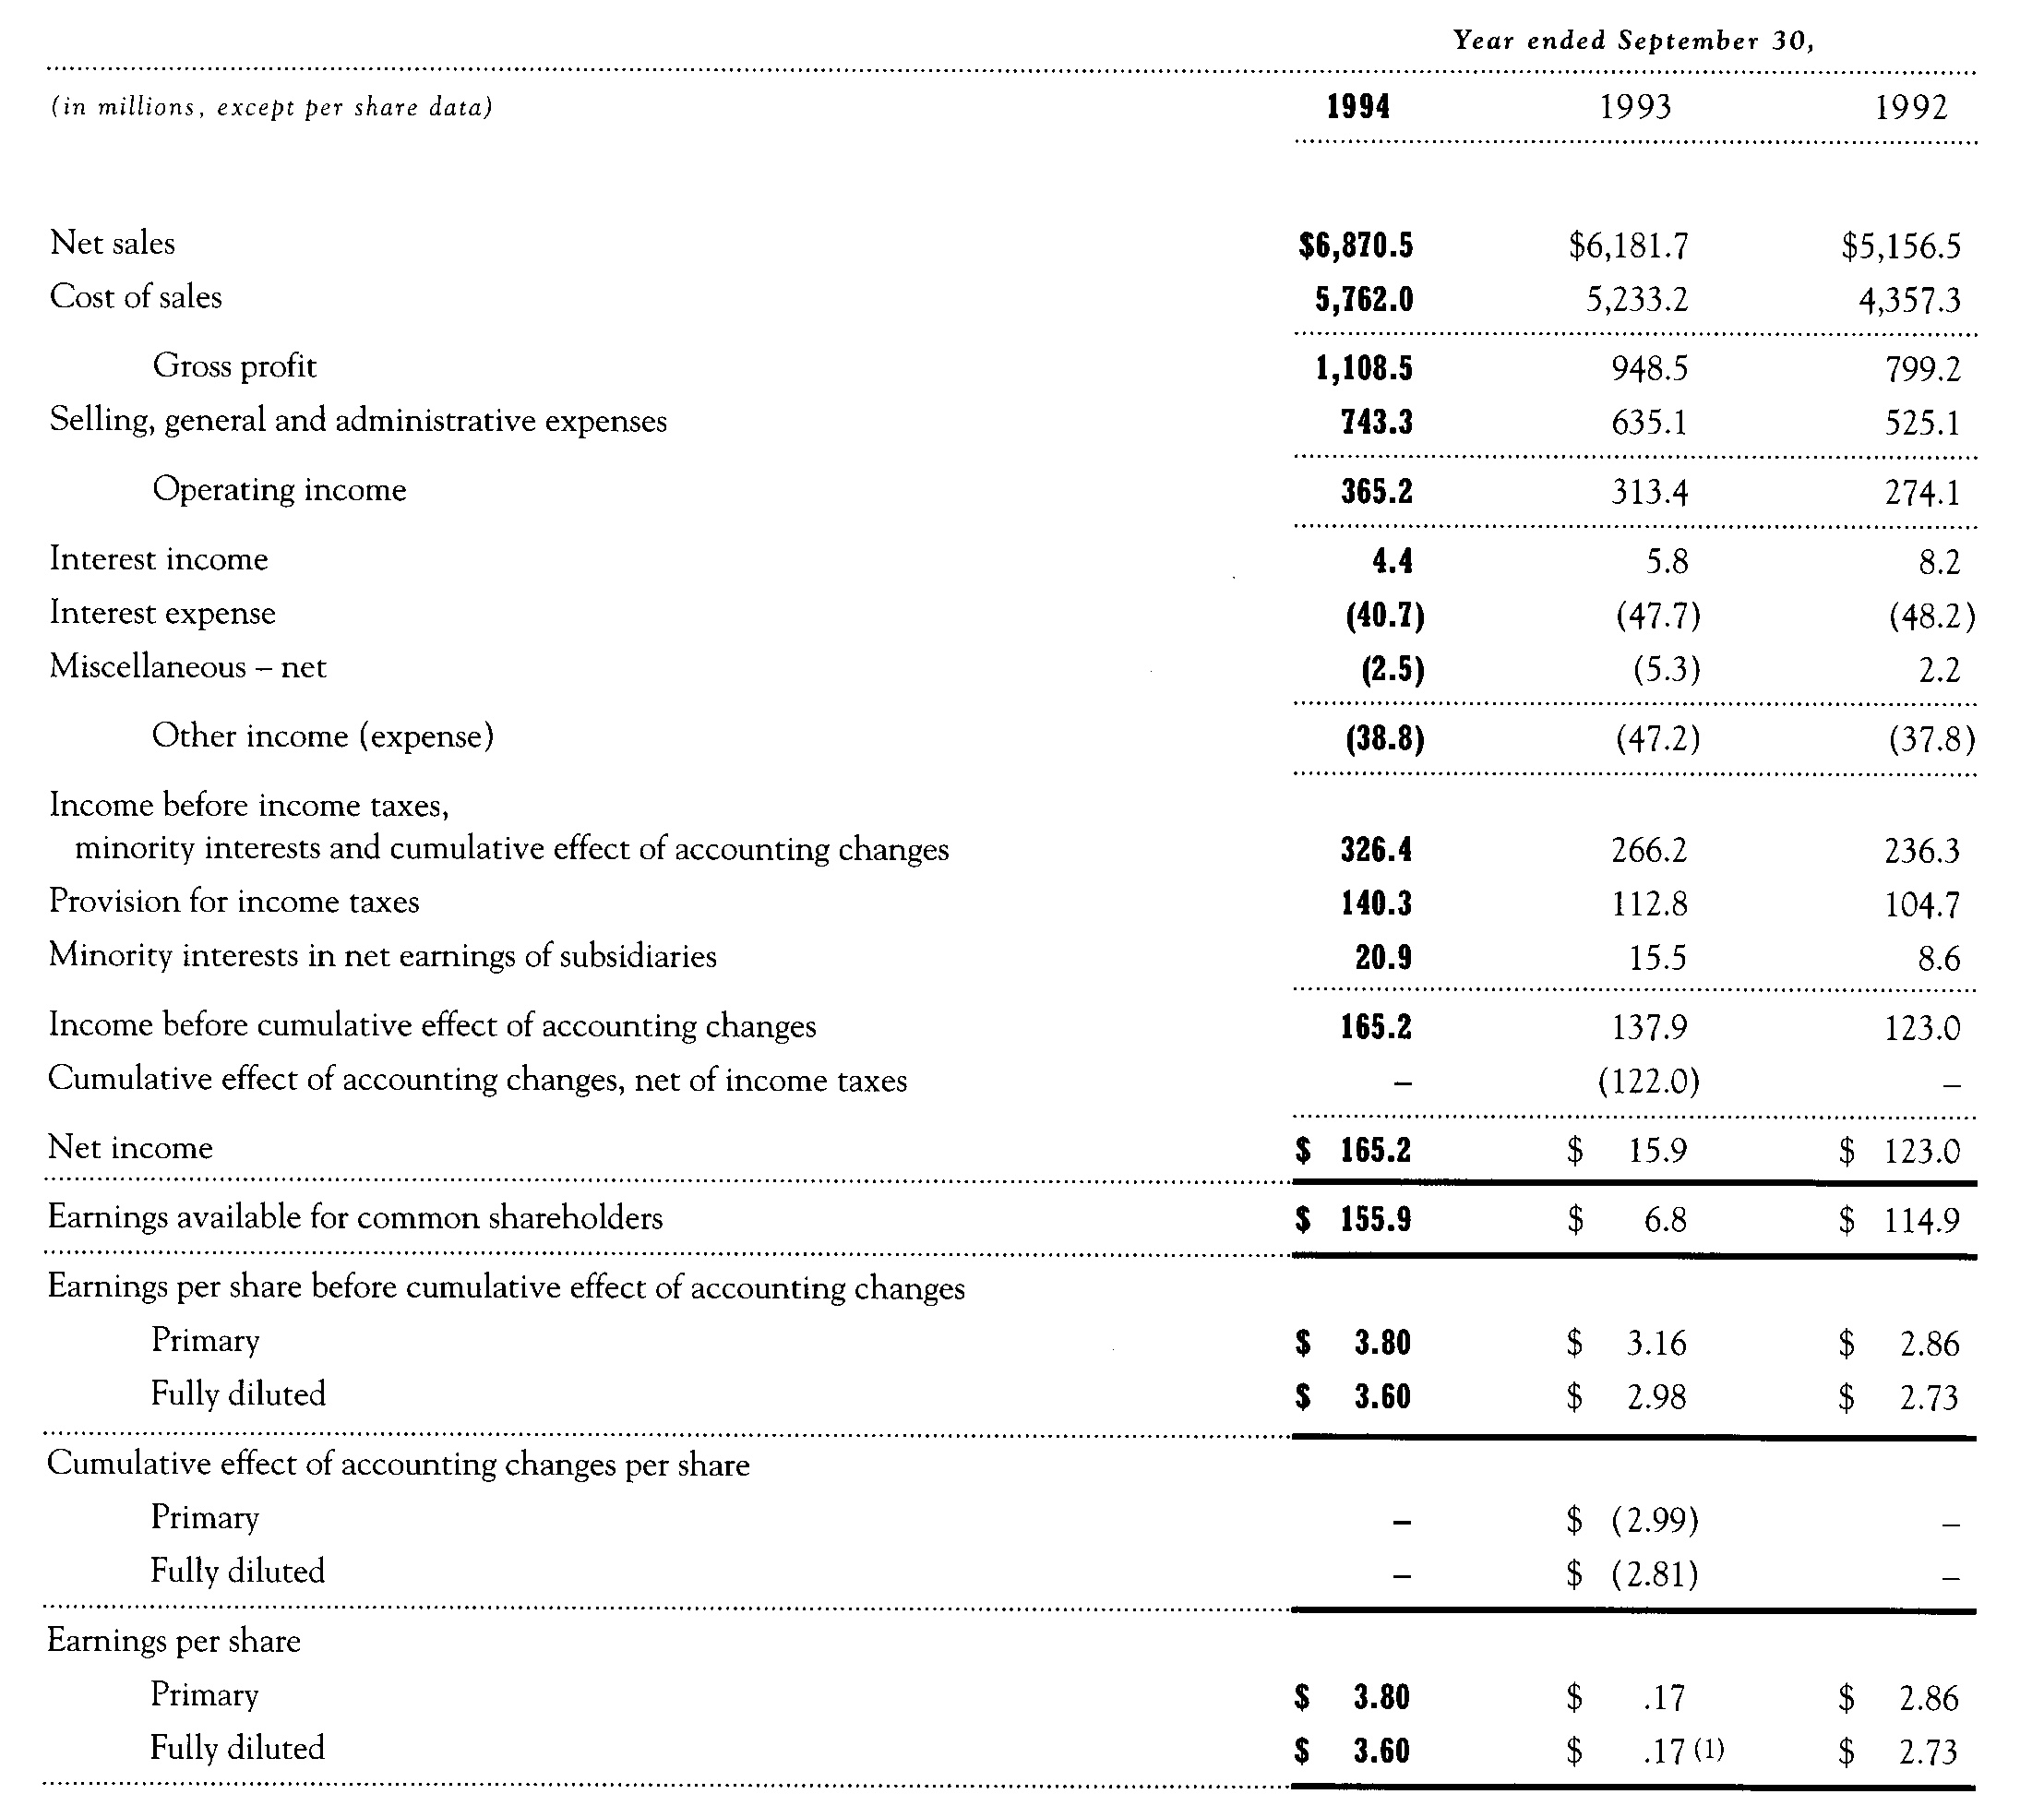 Year ended September 30,
(in millions, except per share data) 1994 1993 1992
Net sales $6,870.5 $6,181.7 $5,156.5
Cost of sales 5,762.0 5,233.2 4,357.3
Gross profit 1,108.5 948.5 799.2
Selling, general and administrative expenses 743.3 635.1 525.1
Operating income 365.2 313.4 274.1
Interest income 4.4 5.8 8.2
Interest expense (40.7) (47.7) (48.2)
Miscellaneous – net (2.5) (5.3) 2.2
Other income (expense) (38.8) (47.2) (37.8)
Income before income taxes,
minority interests and cumulative effect of accounting changes 326.4 266.2 236.3
Provision for income taxes 140.3 112.8 104.7
Minority interests in net earnings of subsidiaries 20.9 15.5 8.6
Income before cumulative effect of accounting changes 165.2 137.9 123.0
Cumulative effect of accounting changes, net of income taxes – (122.0) –
Net income $ 165.2 $ 15.9 $ 123.0
Earnings available for common shareholders $ 155.9 $ 6.8 $ 114.9
Earnings per share before cumulative effect of accounting changes
Primary $ 3.80 $ 3.16 $ 2.86
Fully diluted $ 3.60 $ 2.98 $ 2.73
Cumulative effect of accounting changes per share
Primary – $ (2.99) –
Fully diluted – $ (2.81) –
Earnings per share
Primary $ 3.80 $ .17 $ 2.86
Fully diluted $ 3.60 $ .17 (1) $ 2.73